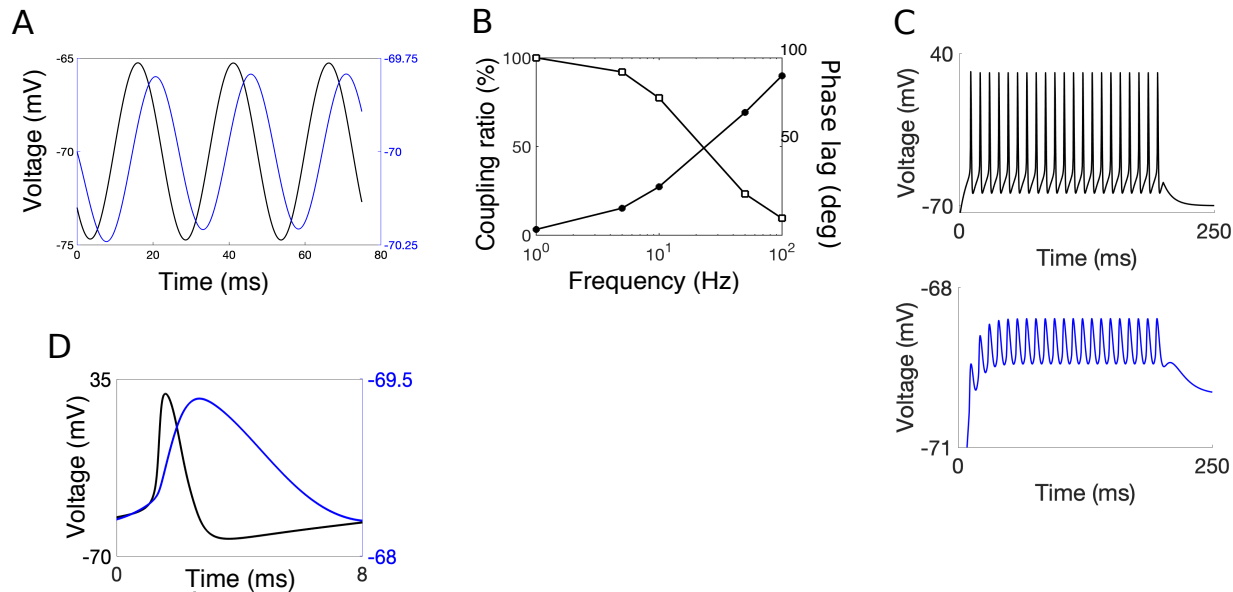 A
Voltage (mV)
-65
-70
-75
0
20
40
60
80
-69.75
-70
-70.25
Time (ms)
B
Coupling ratio (%)
100
50
0
10^0
10^1
10^2
100
50
Phase lag (deg)
Frequency (Hz)
C
Voltage (mV)
40
-70
0
250
Time (ms)
Voltage (mV)
-68
-71
0
250
Time (ms)
D
Voltage (mV)
35
-70
-69.5
-68
0
8
Time (ms)